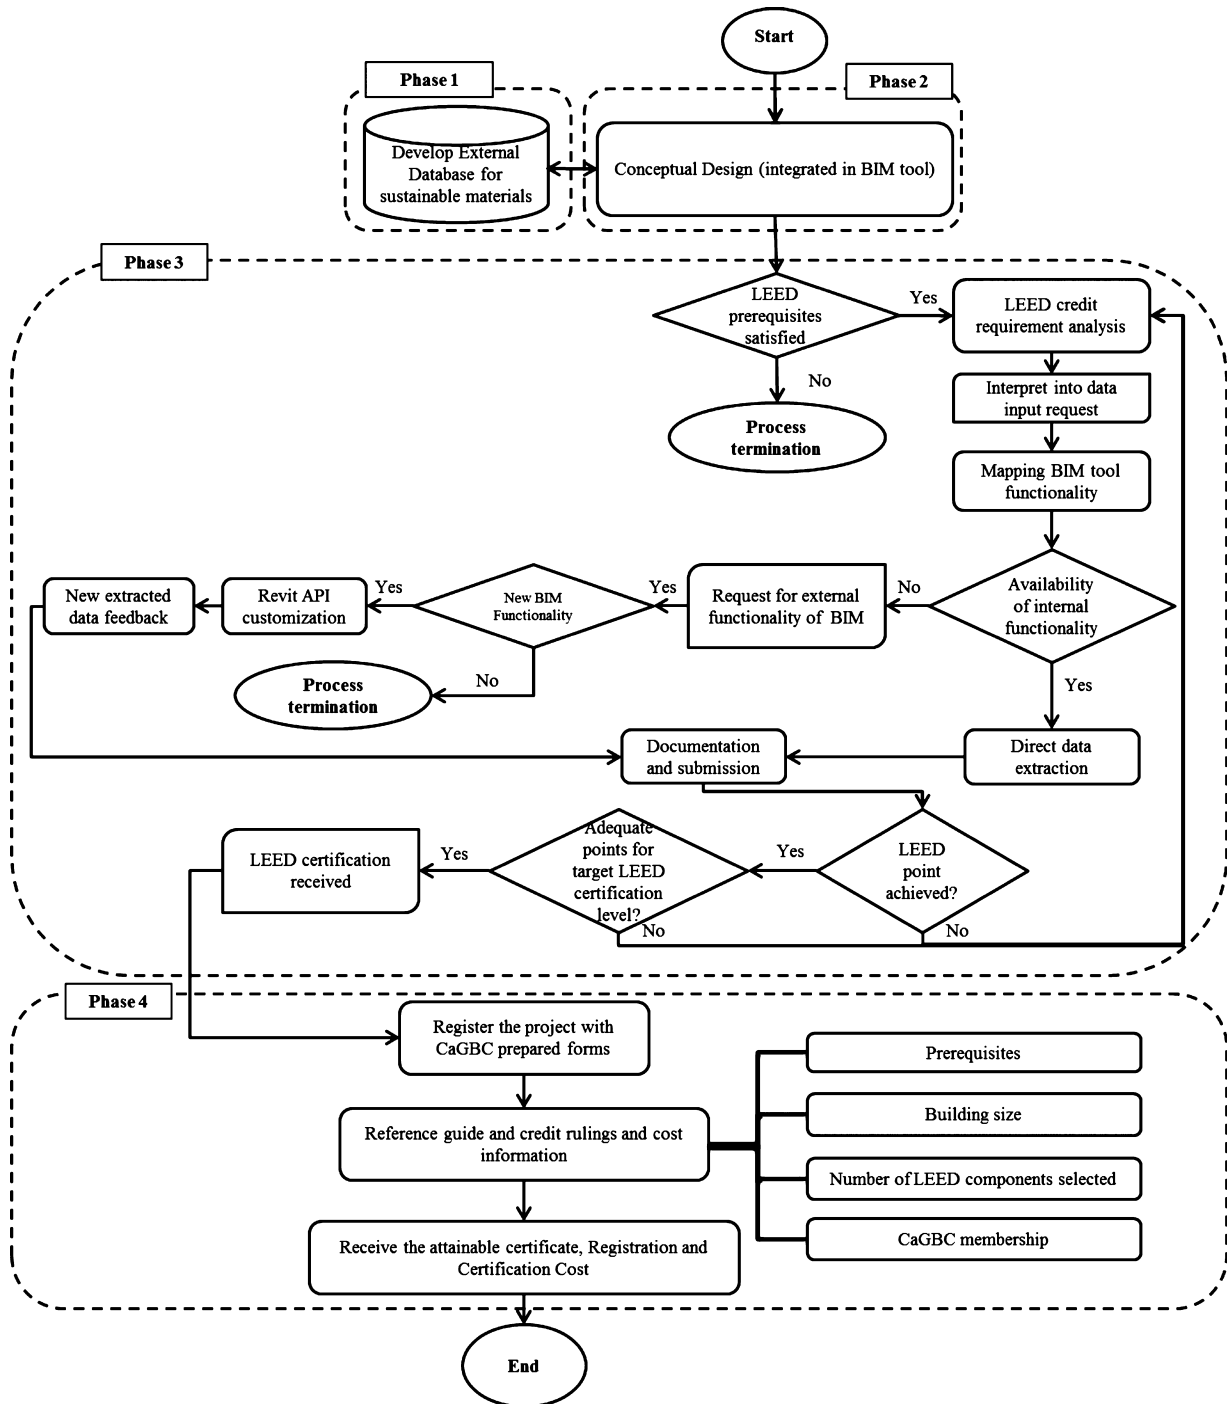 Start
Phase 1
Phase 2
Develop External
Database for
sustainable materials
Conceptual Design (integrated in BIM tool)
Phase 3
LEED
prerequisites
satisfied
Yes
LEED credit
requirement analysis
No
Interpret into data
input request
Process
termination
Mapping BIM tool
functionality
New extracted
data feedback
Revit API
customization
Yes
New BIM
Functionality
Yes
Request for external
functionality of BIM
No
Availability
of internal
functionality
No
Process
termination
Yes
Documentation
and submission
Direct data
extraction
LEED certification
received
Yes
Adequate
points for
target LEED
certification
level?
Yes
LEED
point
achieved?
No
No
Phase 4
Register the project with
CaGBC prepared forms
Prerequisites
Building size
Reference guide and credit rulings and cost
information
Number of LEED components selected
CaGBC membership
Receive the attainable certificate, Registration and
Certification Cost
End